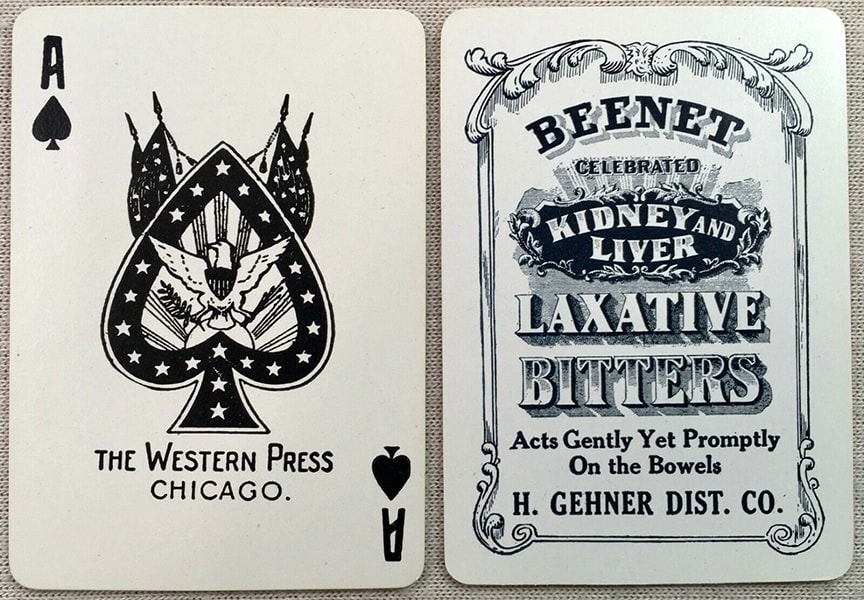 A
THE WESTERN PRESS
CHICAGO.
A
BEENET
CELEBRATED
KIDNEY AND
LIVER
LAXATIVE
BITTERS
Acts Gently Yet Promptly
On the Bowels
H. GEHNER DIST. CO.